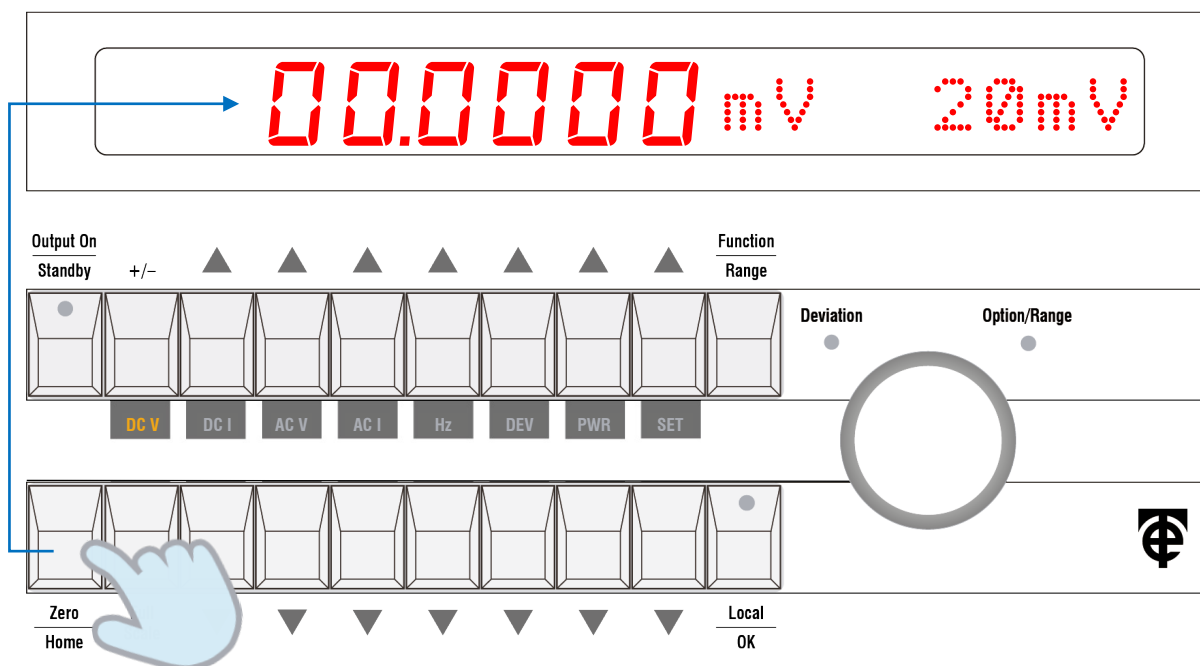 00.0000 mV 20mV
Output On
Standby
+/−
Function
Range
Deviation
Option/Range
DC V
DC I
AC V
AC I
Hz
DEV
PWR
SET
Zero
Home
Local
OK